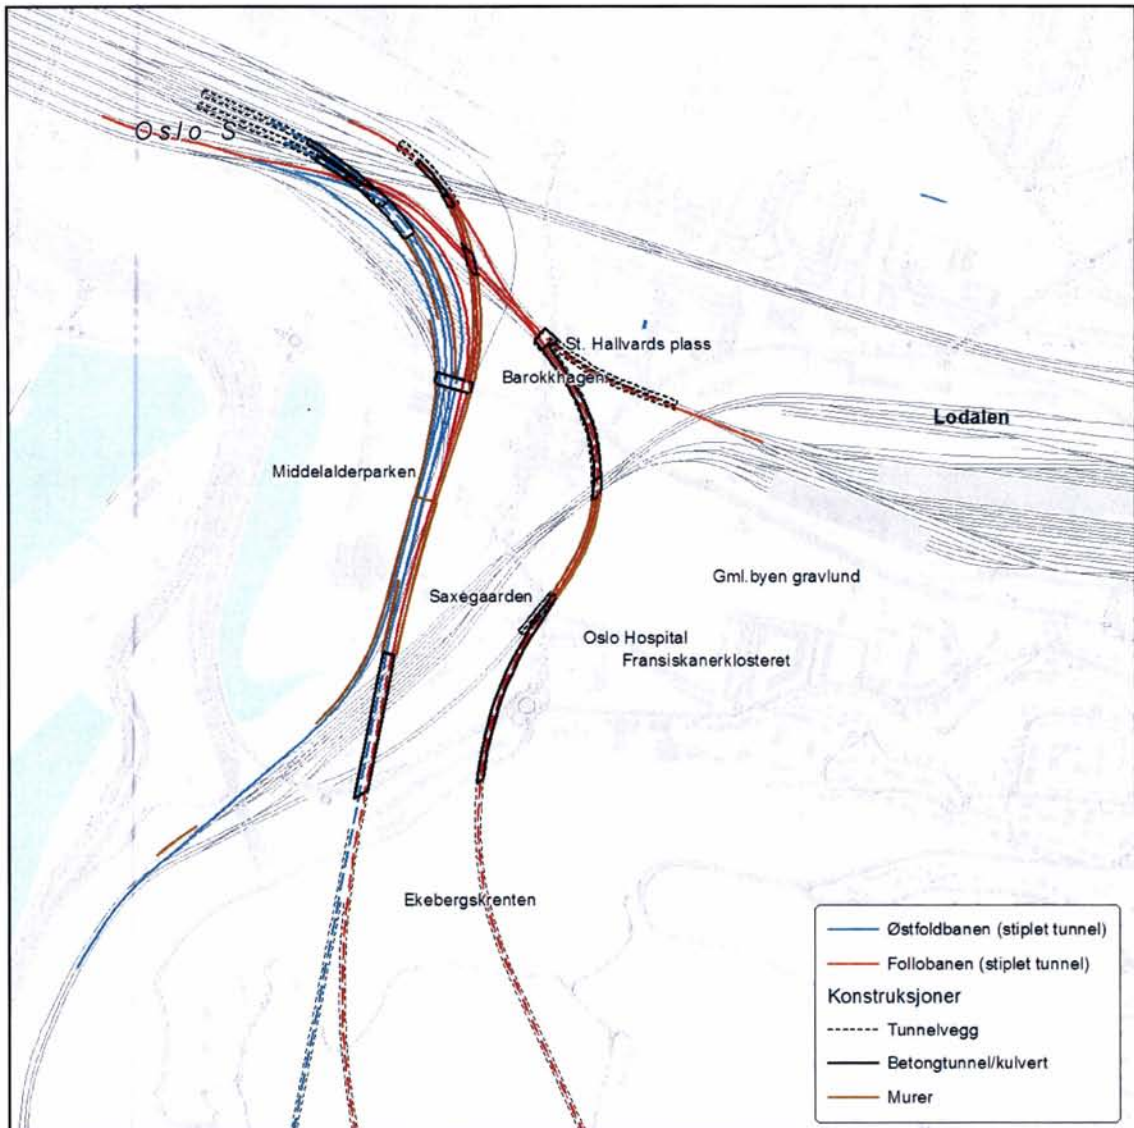 Oslo S
St. Hallvards plass
Barokkhagen
Lodalen
Middelalderparken
Gml.byen gravlund
Saxegaarden
Oslo Hospital
Fransiskanerklosteret
Ekebergskrenten
Østfoldbanen (stiplet tunnel)
Follobanen (stiplet tunnel)
Konstruksjoner
Tunnelvegg
Betongtunnel/kulvert
Murer